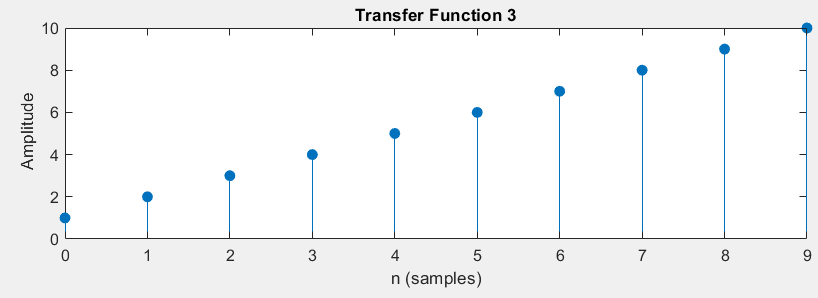 Transfer Function 3
10
8
6
4
2
0
Amplitude
0 1 2 3 4 5 6 7 8 9
n (samples)